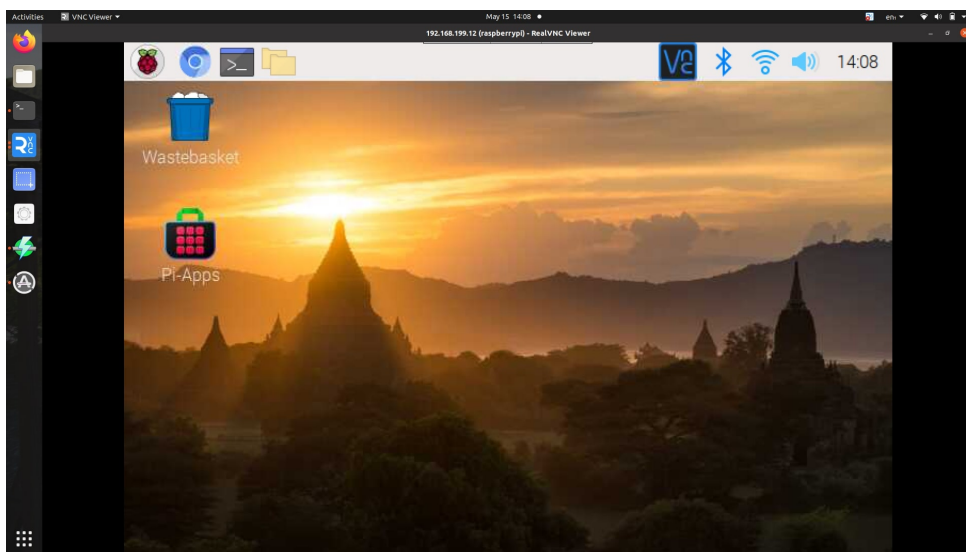 Activities VNC Viewer May 15 14:08 en
192.168.199.12 (raspberrypi) - RealVNC Viewer
14:08
Wastebasket
Pi-Apps